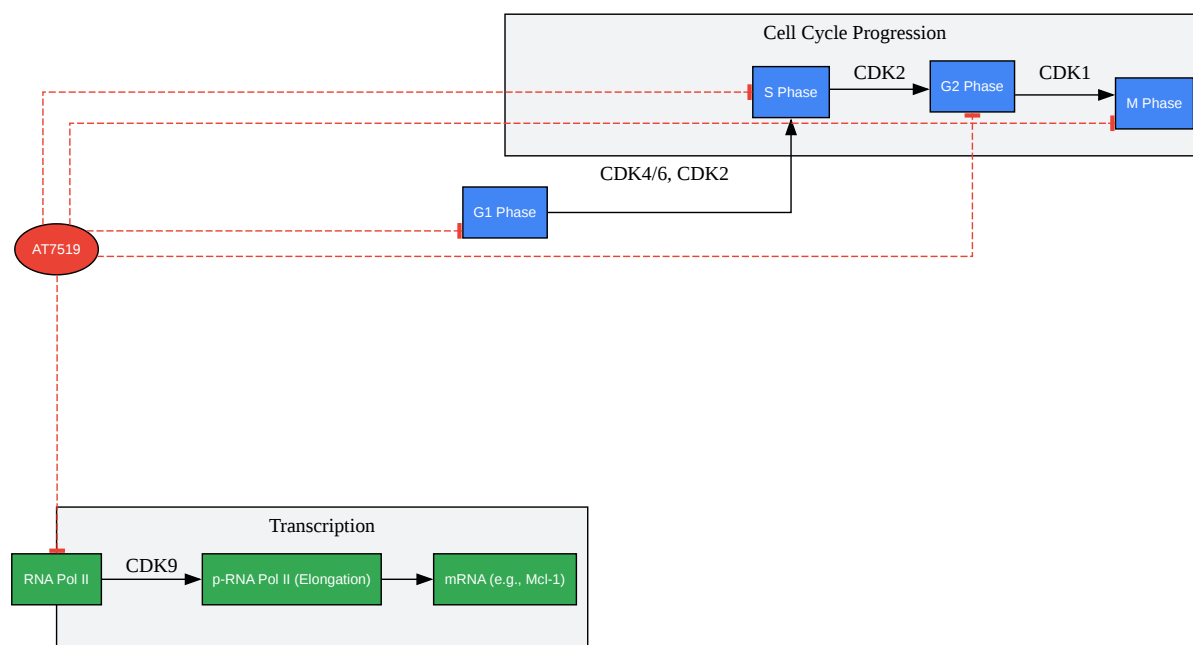 Cell Cycle Progression
CDK2
CDK1
S Phase
G2 Phase
M Phase
CDK4/6, CDK2
G1 Phase
AT7519
Transcription
CDK9
RNA Pol II
p-RNA Pol II (Elongation)
mRNA (e.g., Mcl-1)